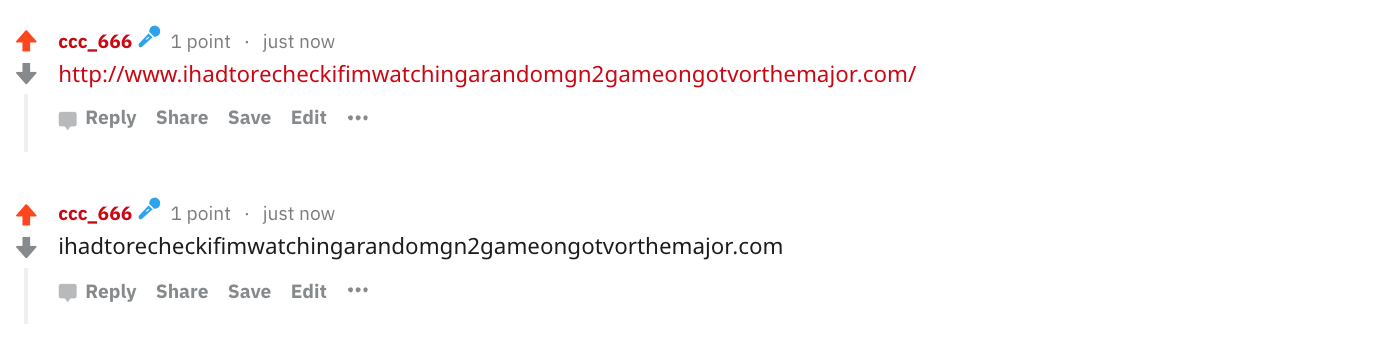 ccc_666 1 point · just now
http://www.ihadtorecheckifimwatchingarandomgn2gameongotvorthemajor.com/
Reply Share Save Edit •••
ccc_666 1 point · just now
ihadtorecheckifimwatchingarandomgn2gameongotvorthemajor.com
Reply Share Save Edit •••